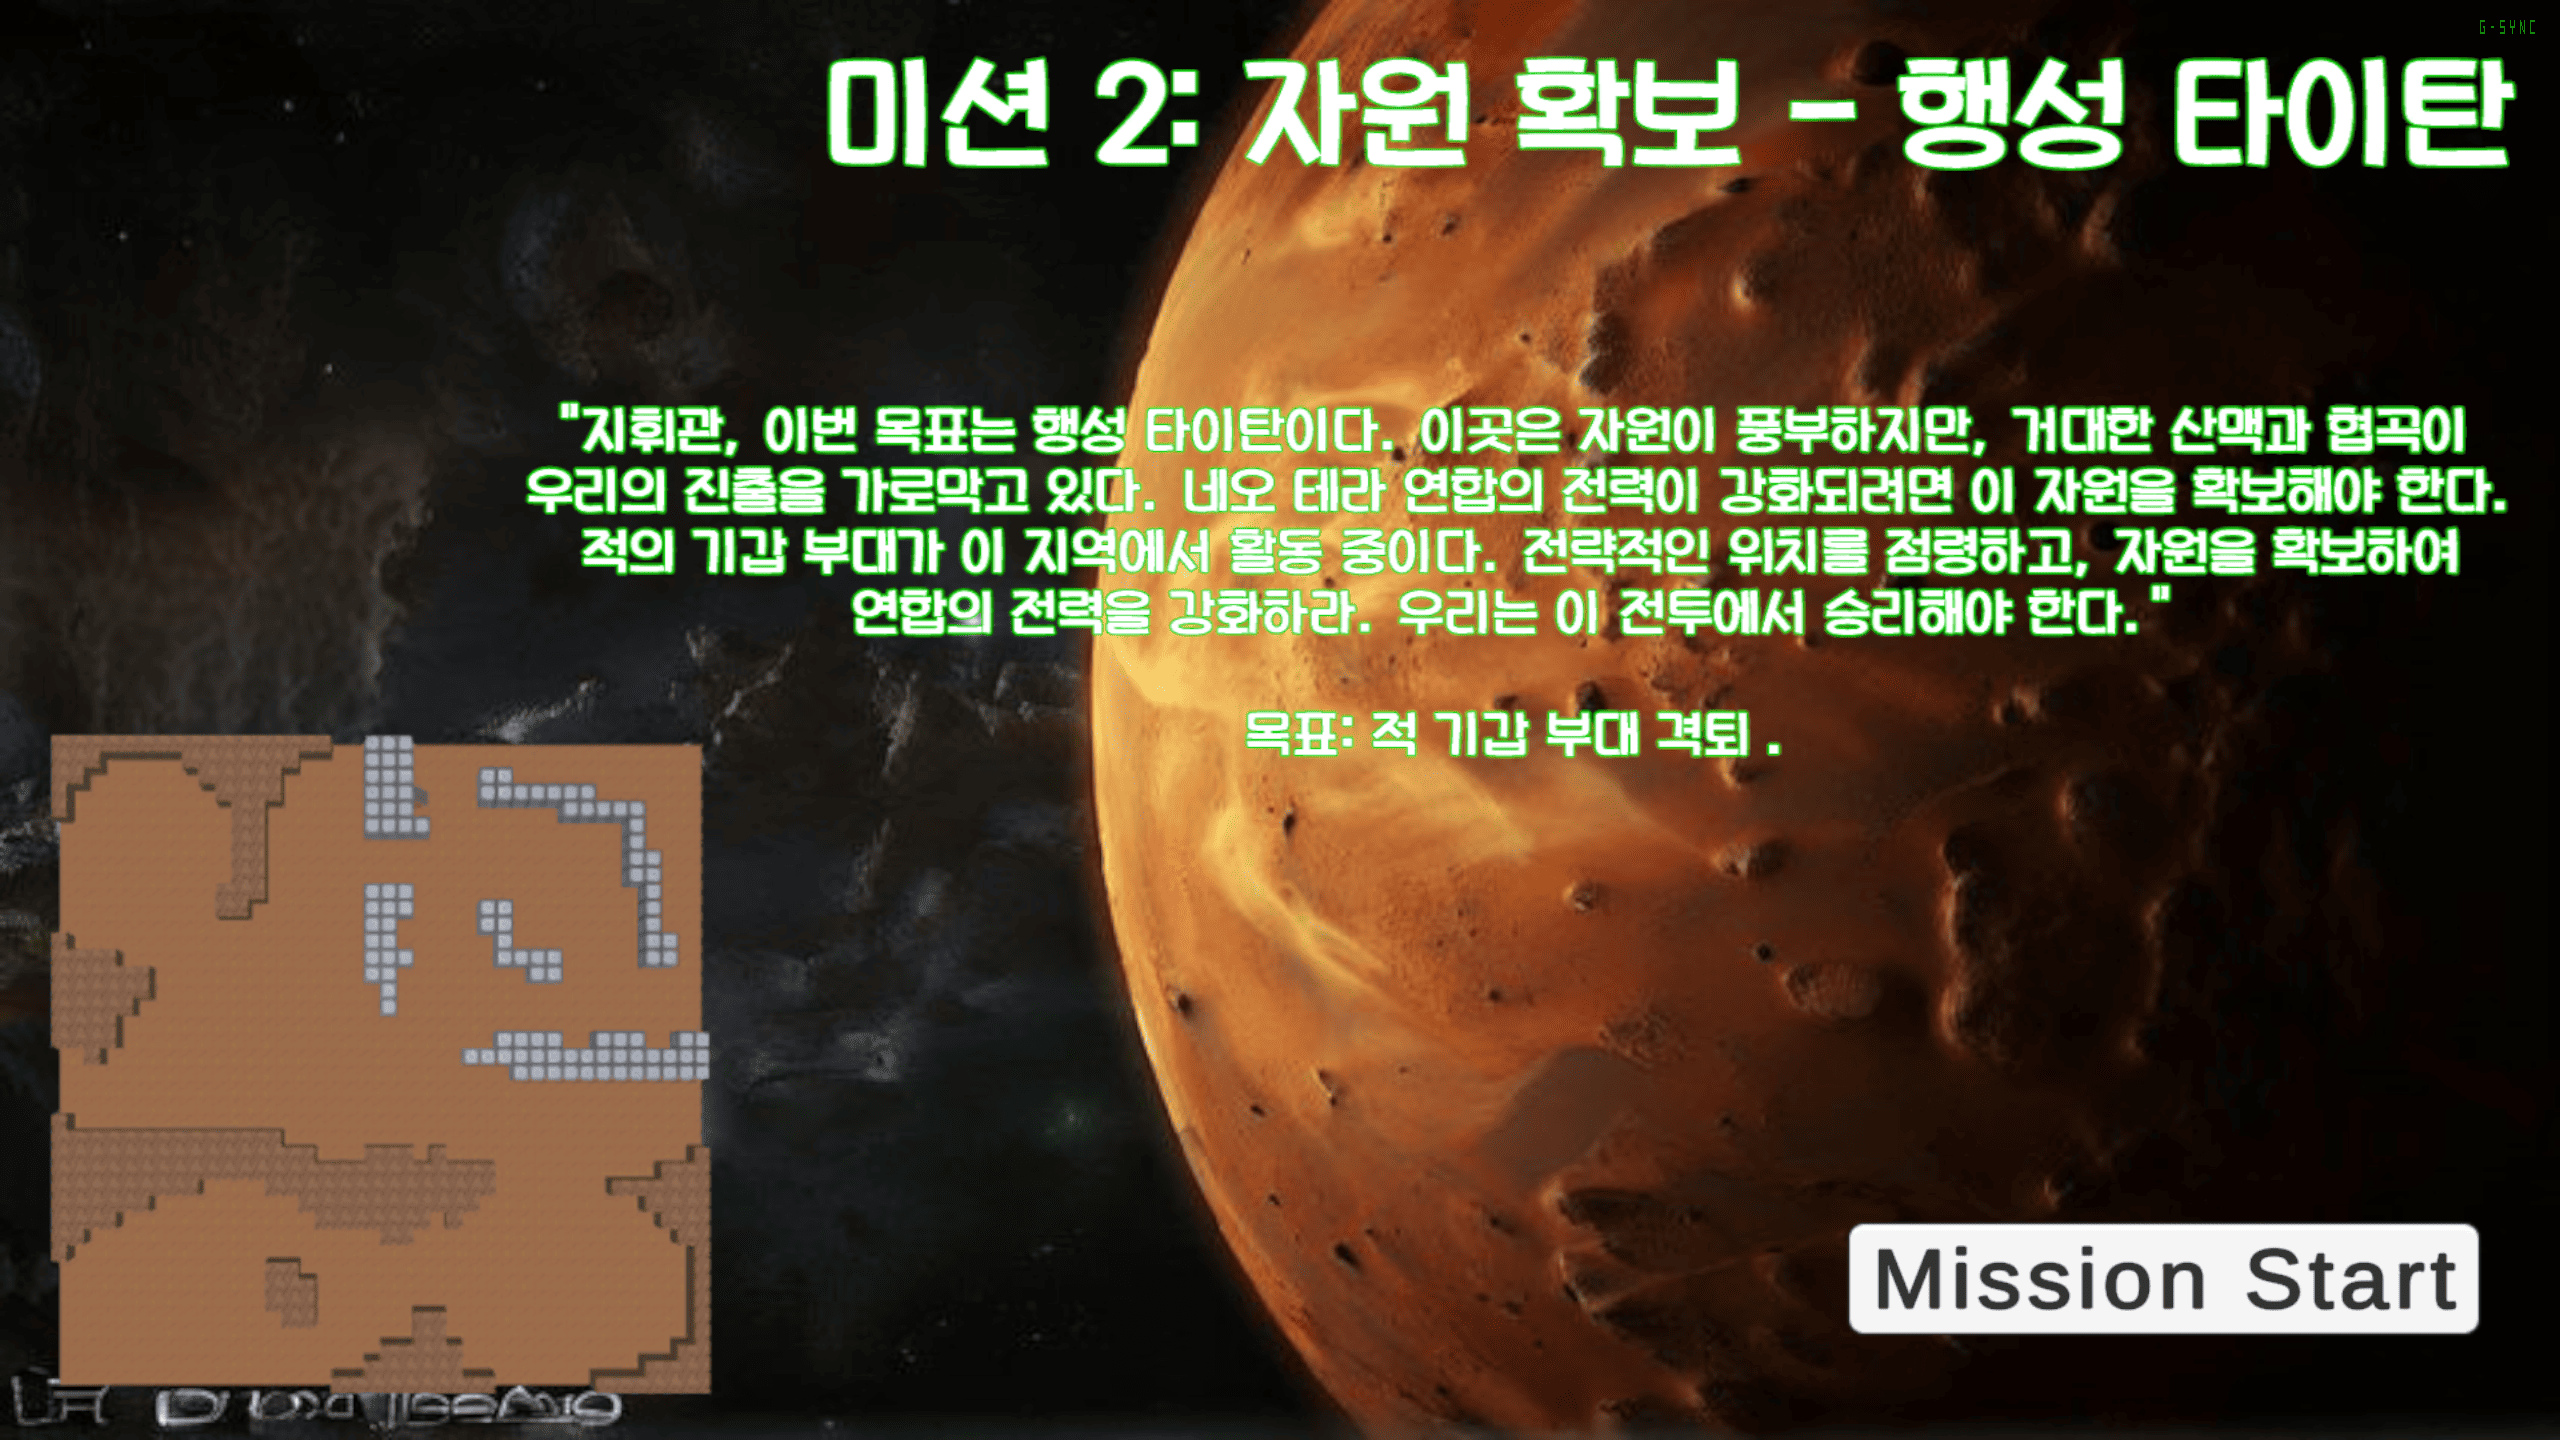 G-SYNC
미션 2: 자원 확보 - 행성 타이탄
"지휘관, 이번 목표는 행성 타이탄이다. 이곳은 자원이 풍부하지만, 거대한 산맥과 협곡이
우리의 진출을 가로막고 있다. 네오 테라 연합의 전력이 강화되려면 이 자원을 확보해야 한다.
적의 기갑 부대가 이 지역에서 활동 중이다. 전략적인 위치를 점령하고, 자원을 확보하여
연합의 전력을 강화하라. 우리는 이 전투에서 승리해야 한다."
목표: 적 기갑 부대 격퇴 .
Mission Start